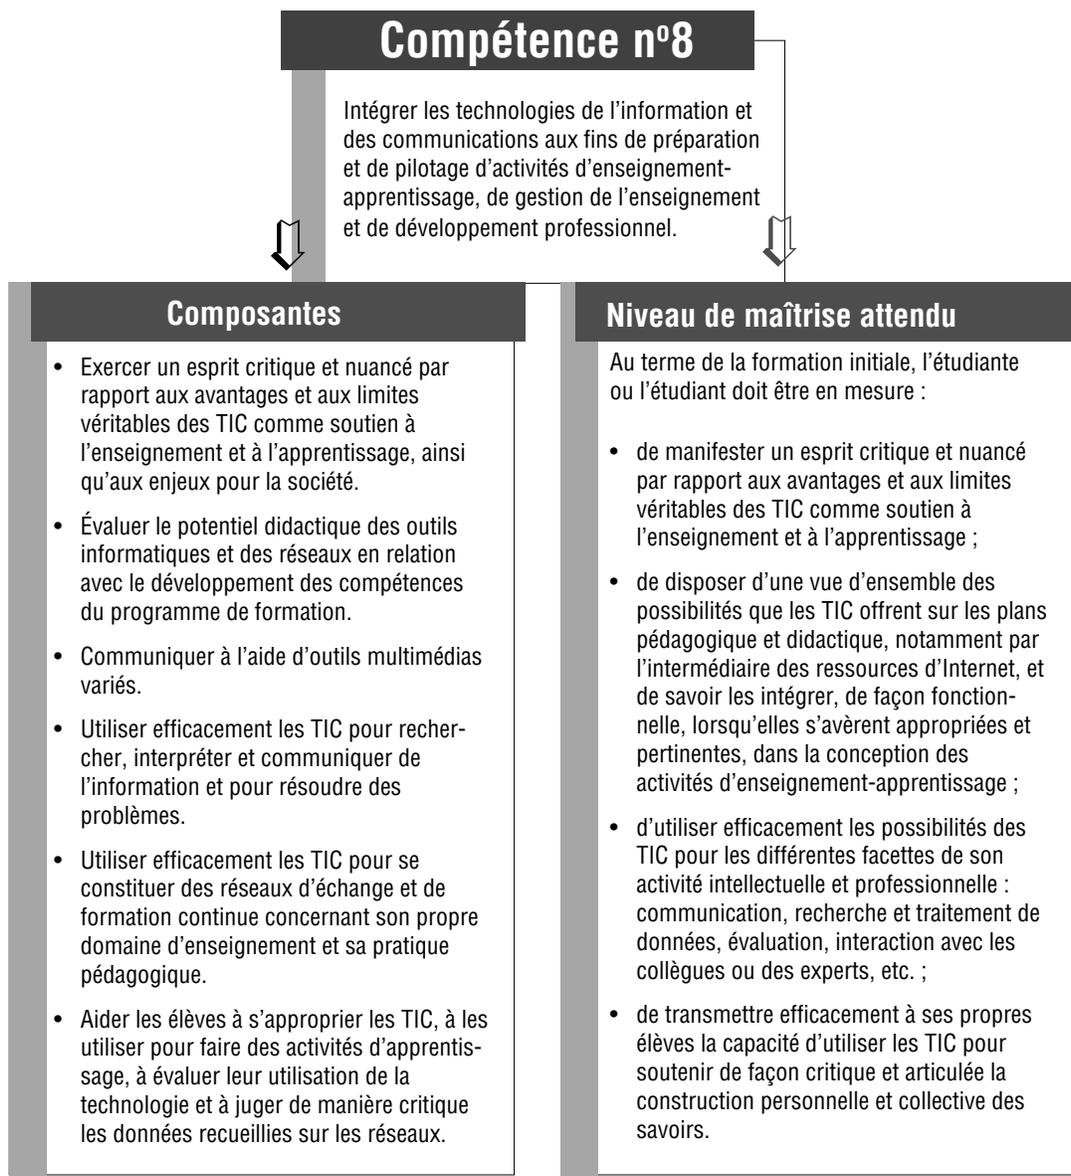 Compétence nº8
Intégrer les technologies de l'information et
des communications aux fins de préparation
et de pilotage d'activités d'enseignement-
apprentissage, de gestion de l'enseignement
et de développement professionnel.
Composantes
• Exercer un esprit critique et nuancé par
rapport aux avantages et aux limites
véritables des TIC comme soutien à
l'enseignement et à l'apprentissage, ainsi
qu'aux enjeux pour la société.
• Évaluer le potentiel didactique des outils
informatiques et des réseaux en relation
avec le développement des compétences
du programme de formation.
• Communiquer à l'aide d'outils multimédias
variés.
• Utiliser efficacement les TIC pour recher-
cher, interpréter et communiquer de
l'information et pour résoudre des
problèmes.
• Utiliser efficacement les TIC pour se
constituer des réseaux d'échange et de
formation continue concernant son propre
domaine d'enseignement et sa pratique
pédagogique.
• Aider les élèves à s'approprier les TIC, à les
utiliser pour faire des activités d'apprentis-
sage, à évaluer leur utilisation de la
technologie et à juger de manière critique
les données recueillies sur les réseaux.
Niveau de maîtrise attendu
Au terme de la formation initiale, l'étudiante
ou l'étudiant doit être en mesure :
• de manifester un esprit critique et nuancé
par rapport aux avantages et aux limites
véritables des TIC comme soutien à
l'enseignement et à l'apprentissage ;
• de disposer d'une vue d'ensemble des
possibilités que les TIC offrent sur les plans
pédagogique et didactique, notamment par
l'intermédiaire des ressources d'Internet, et
de savoir les intégrer, de façon fonction-
nelle, lorsqu'elles s'avèrent appropriées et
pertinentes, dans la conception des
activités d'enseignement-apprentissage ;
• d'utiliser efficacement les possibilités des
TIC pour les différentes facettes de son
activité intellectuelle et professionnelle :
communication, recherche et traitement de
données, évaluation, interaction avec les
collègues ou des experts, etc. ;
• de transmettre efficacement à ses propres
élèves la capacité d'utiliser les TIC pour
soutenir de façon critique et articulée la
construction personnelle et collective des
savoirs.